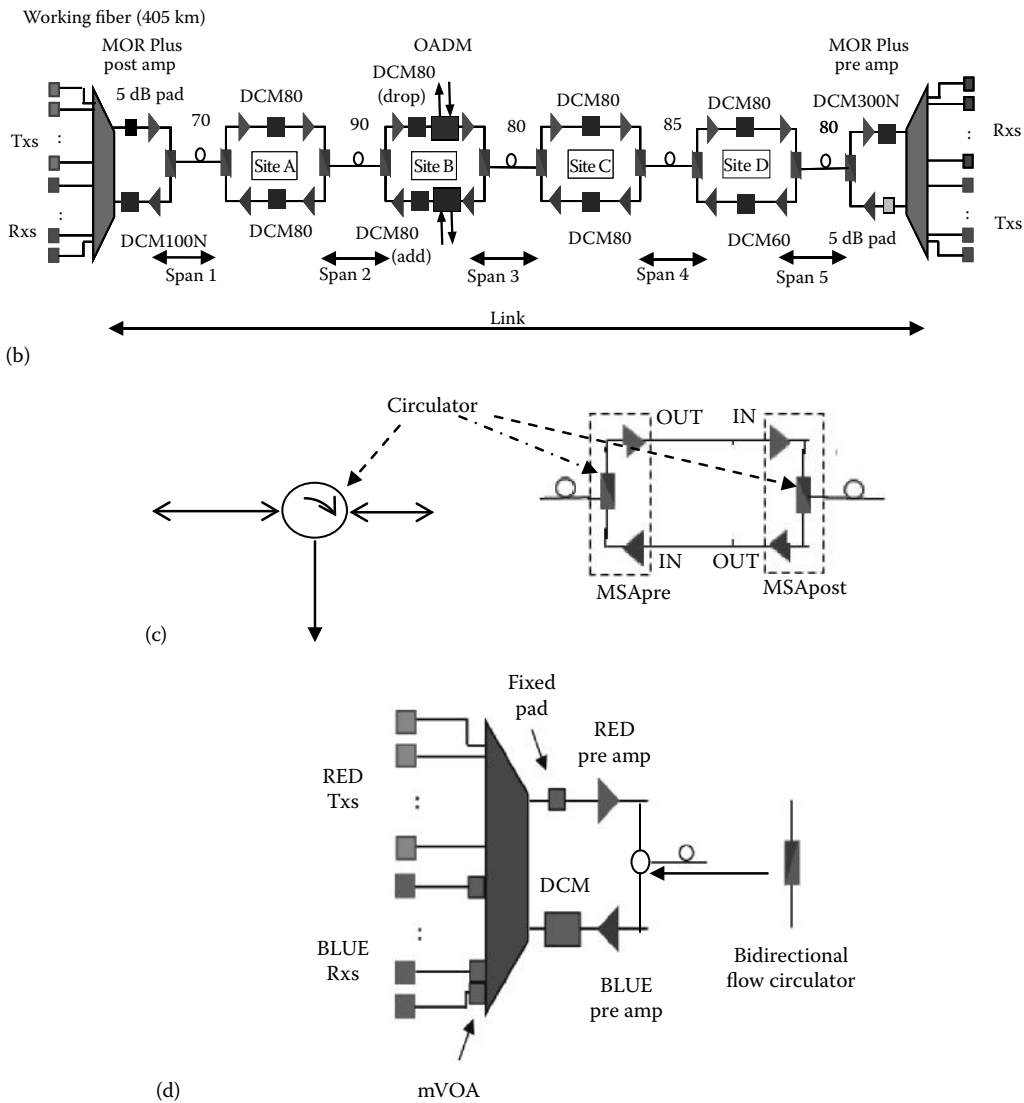 Working fiber (405 km)
MOR Plus
post amp
5 dB pad
Txs
:
:
Rxs
DCM100N
70
Span 1
DCM80
Site A
DCM80
90
Span 2
OADM
DCM80
(drop)
Site B
DCM80
(add)
80
Span 3
DCM80
Site C
DCM80
85
Span 4
DCM80
Site D
DCM60
80
Span 5
MOR Plus
pre amp
DCM300N
Rxs
:
:
Txs
5 dB pad
Link
(b)
Circulator
OUT
IN
IN
OUT
MSApre
MSApost
(c)
Fixed
pad
RED
pre amp
RED
Txs
:
DCM
:
BLUE
Rxs
BLUE
pre amp
Bidirectional
flow circulator
mVOA
(d)